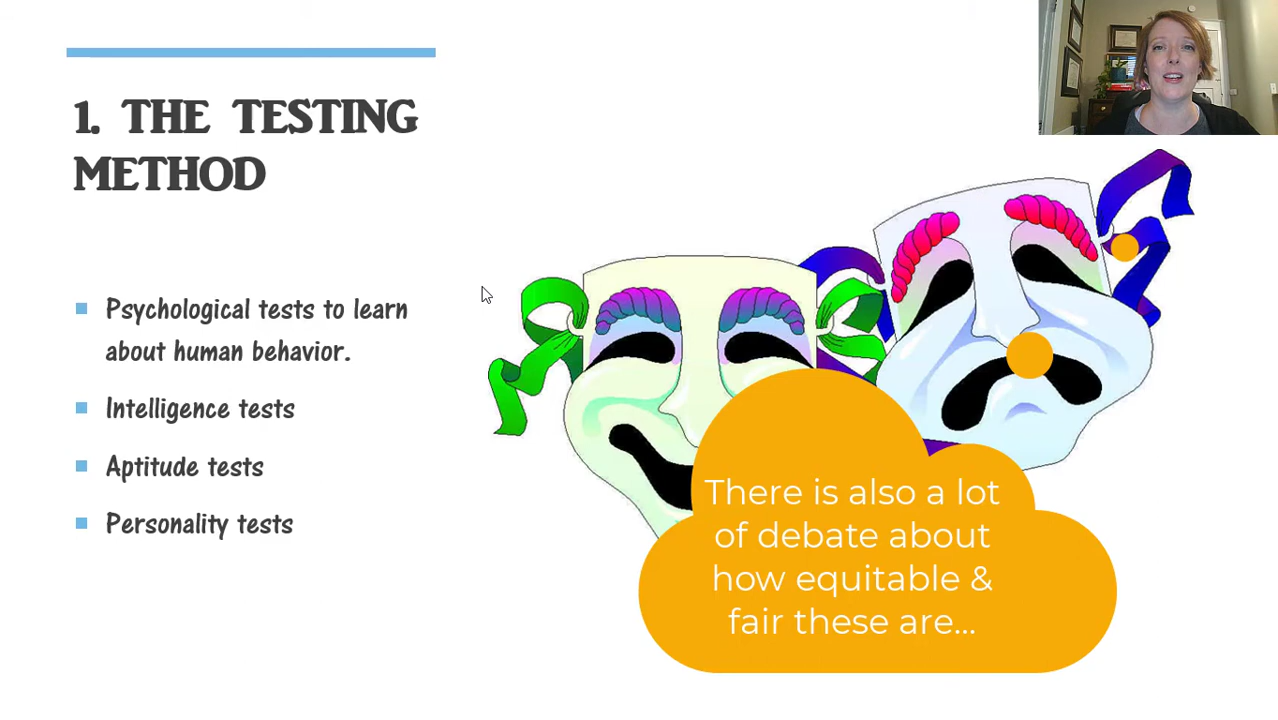 1. THE TESTING
METHOD
Psychological tests to learn
about human behavior.
Intelligence tests
Aptitude tests
Personality tests
There is also a lot
of debate about
how equitable &
fair these are...